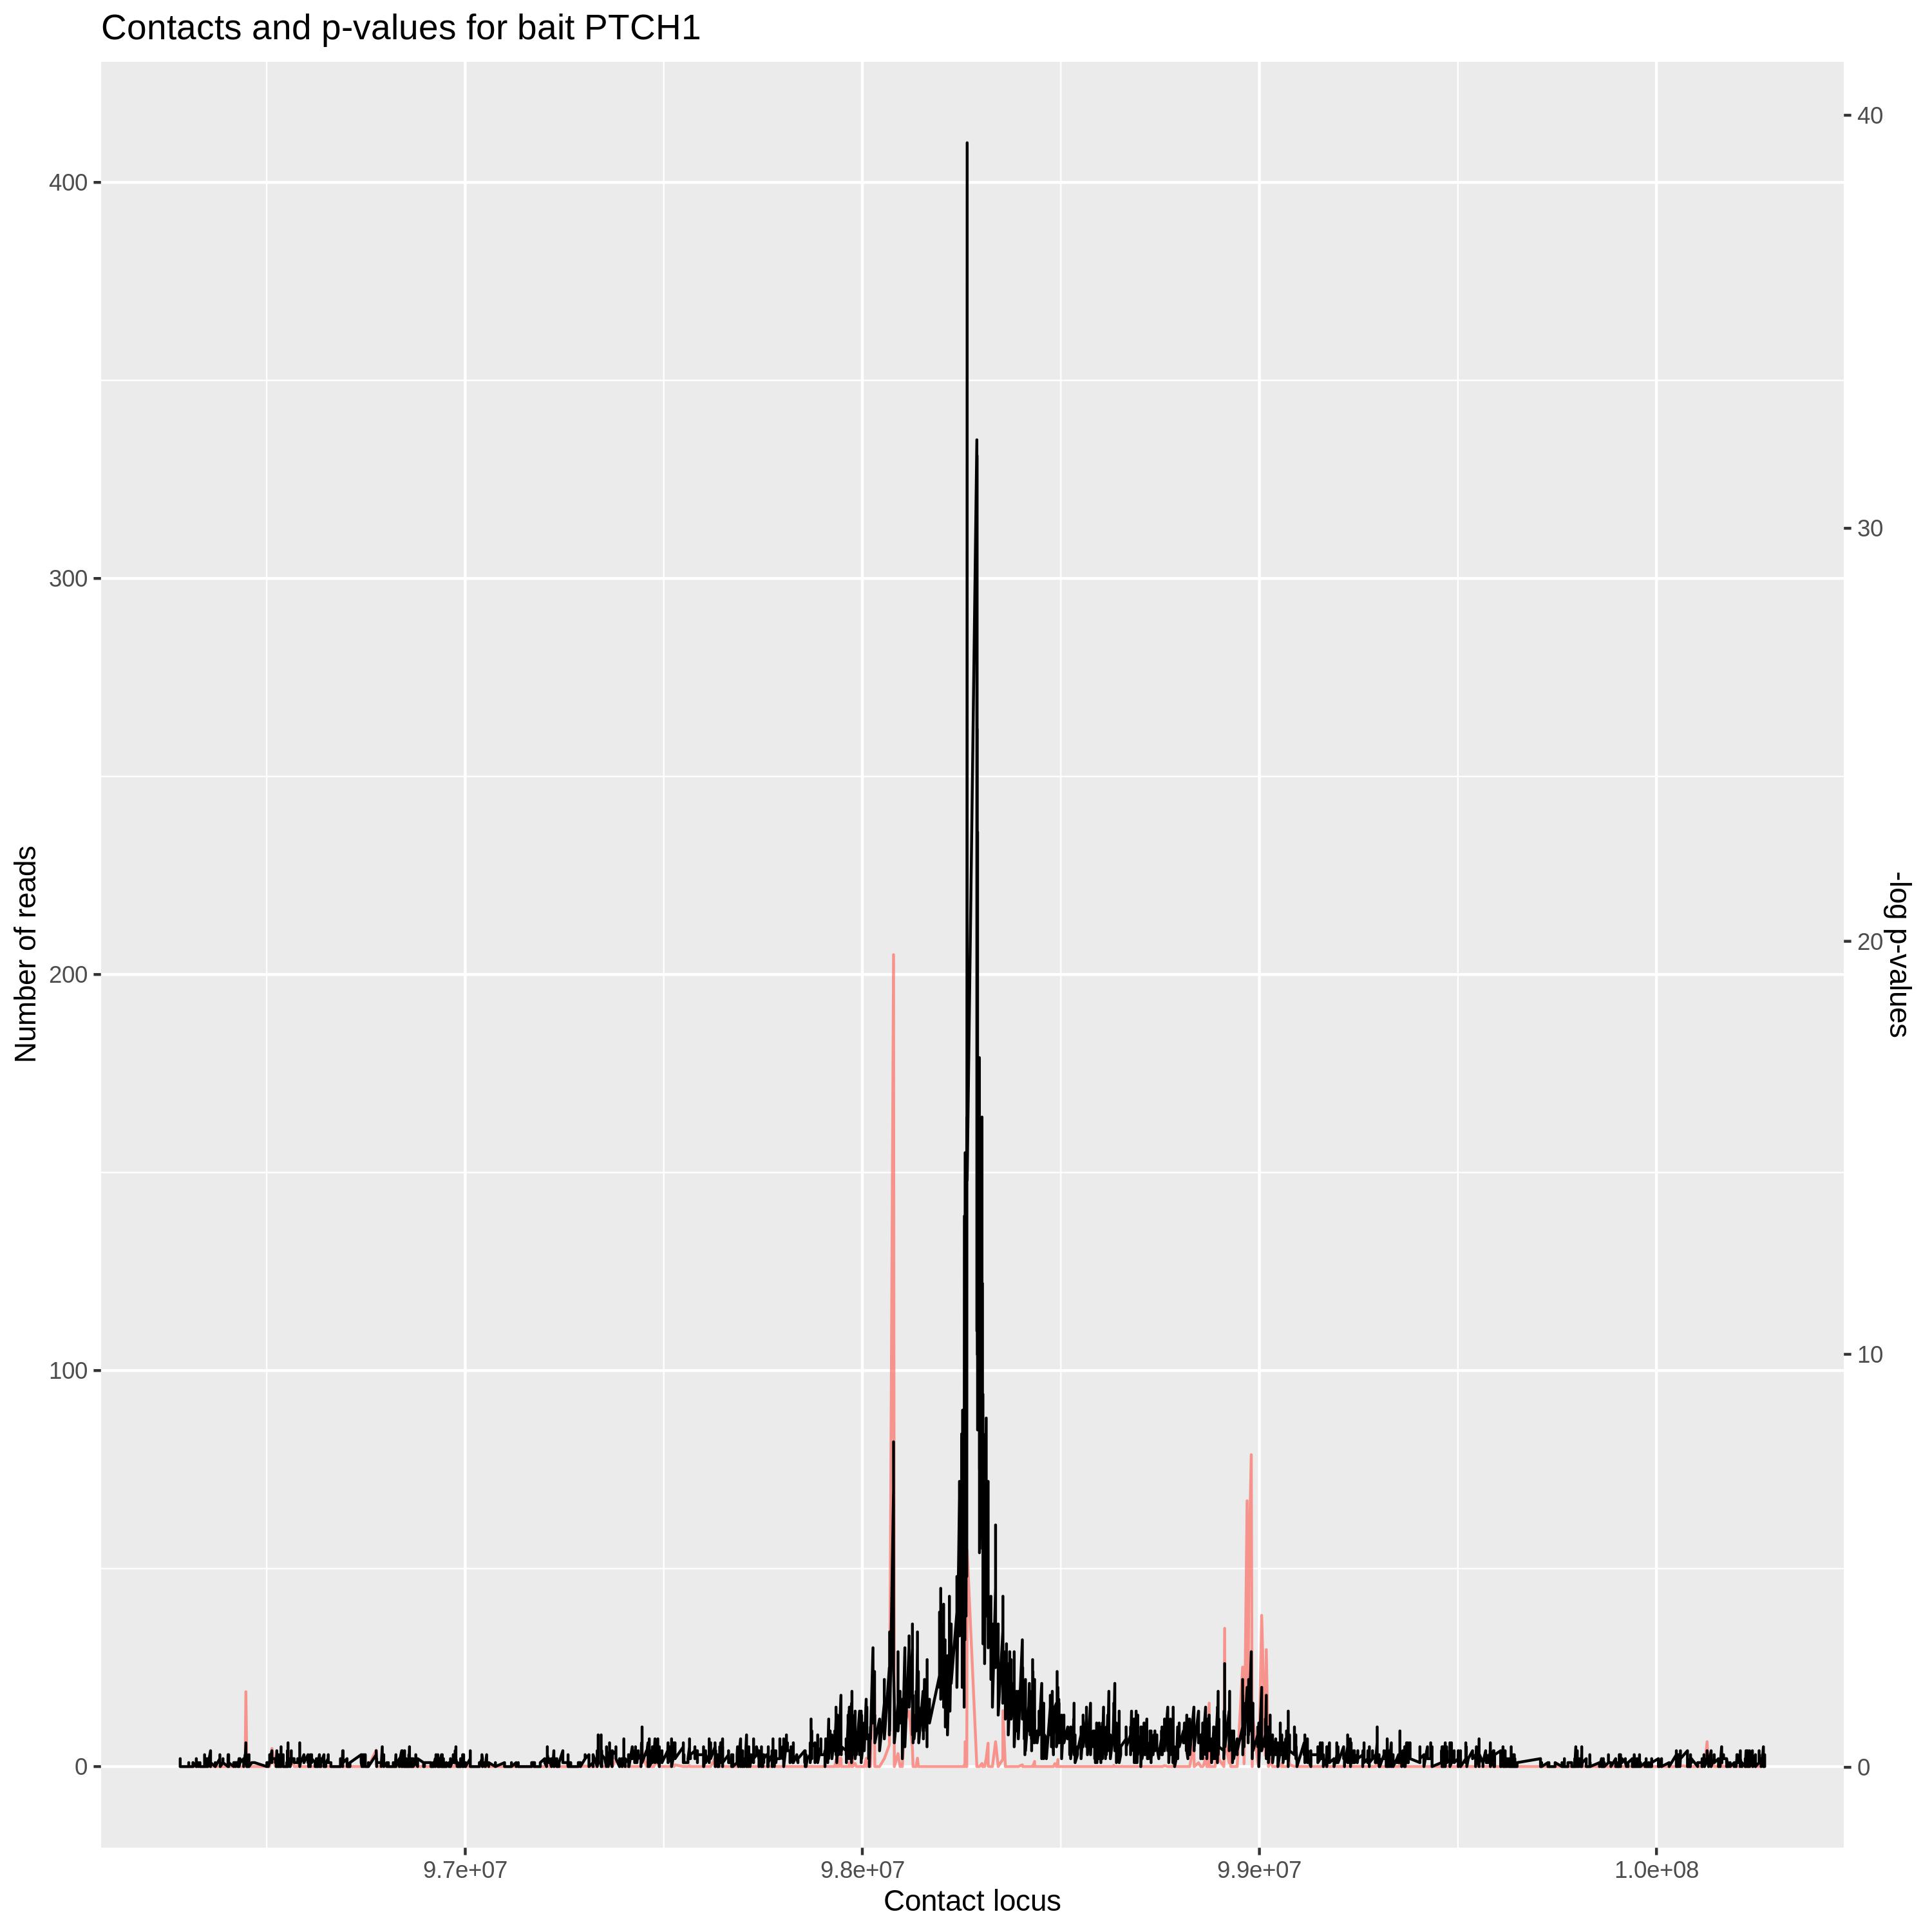 Contacts and p-values for bait PTCH1
400
300
200
100
0
Number of reads
40
30
20
10
0
-log p-values
9.7e+07
9.8e+07
9.9e+07
1.0e+08
Contact locus